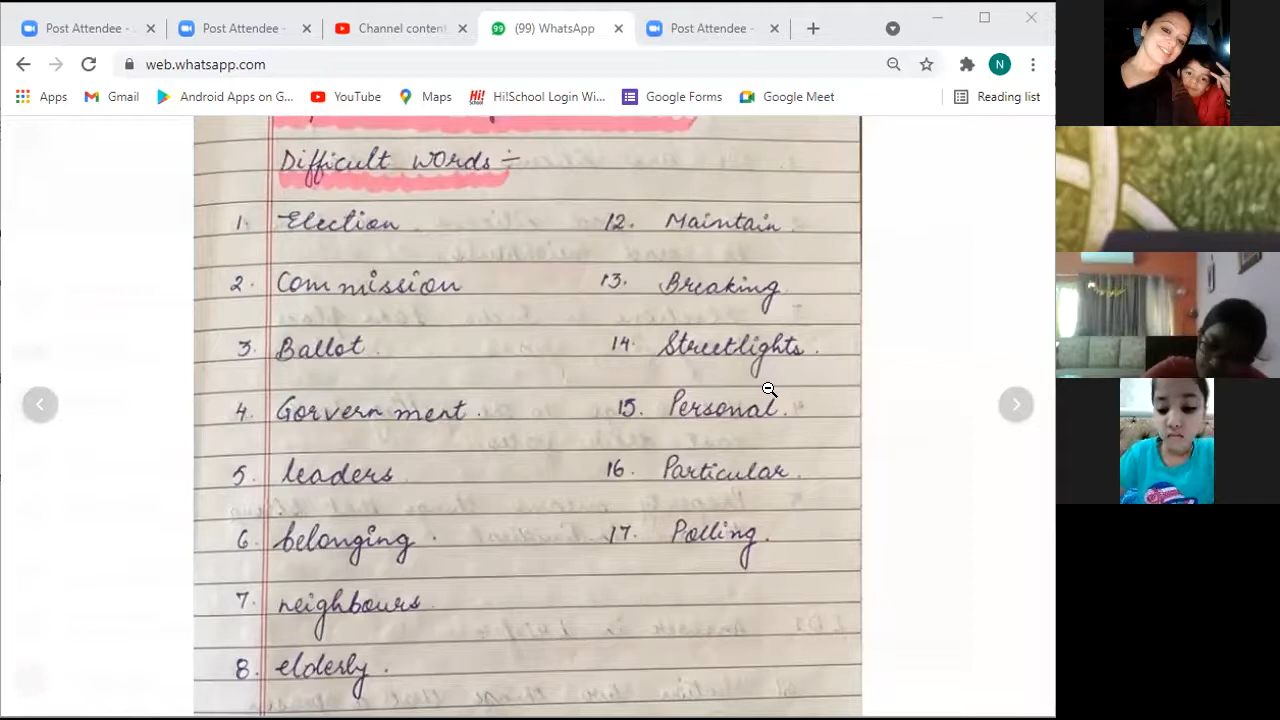 Post Attendee -
Post Attendee -
Channel content
(99) WhatsApp
Post Attendee -
web.whatsapp.com
N
Apps
Gmail
Android Apps on G...
YouTube
Maps
Hi!School Login Wi...
Google Forms
Google Meet
Reading list
Difficult words :-
1. Election
2. Commission
3. Ballot
4. Gorvernment
5. leaders
6. belonging
7. neighbours
8. elderly
12. Maintain
13. Breaking
14. Streetlights
15. Personal
16. Particular
17. Polling